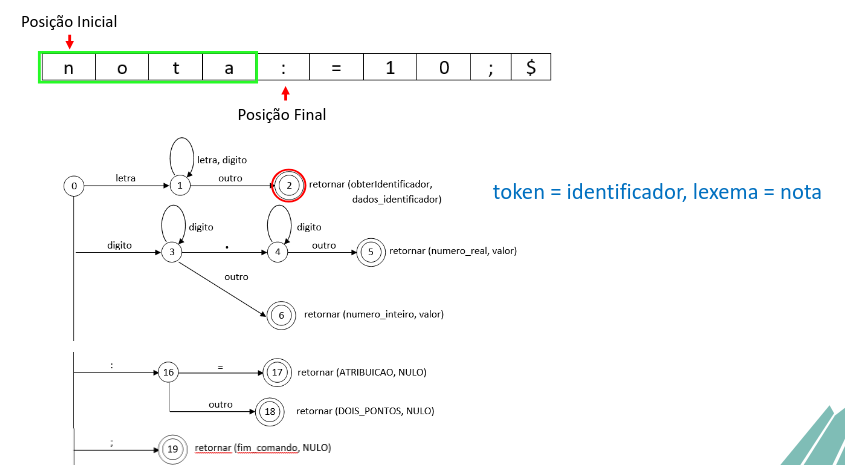 Posição Inicial
n o t a : = 1 0 ; $
Posição Final
letra, digito
letra
outro
0
1
2
retornar (obterIdentificador,
dados_identificador)
token = identificador, lexema = nota
digito
digito
digito
.
outro
3
4
5
retornar (numero_real, valor)
outro
6
retornar (numero_inteiro, valor)
:
=
16
17
retornar (ATRIBUICAO, NULO)
outro
18
retornar (DOIS_PONTOS, NULO)
;
19
retornar (fim_comando, NULO)